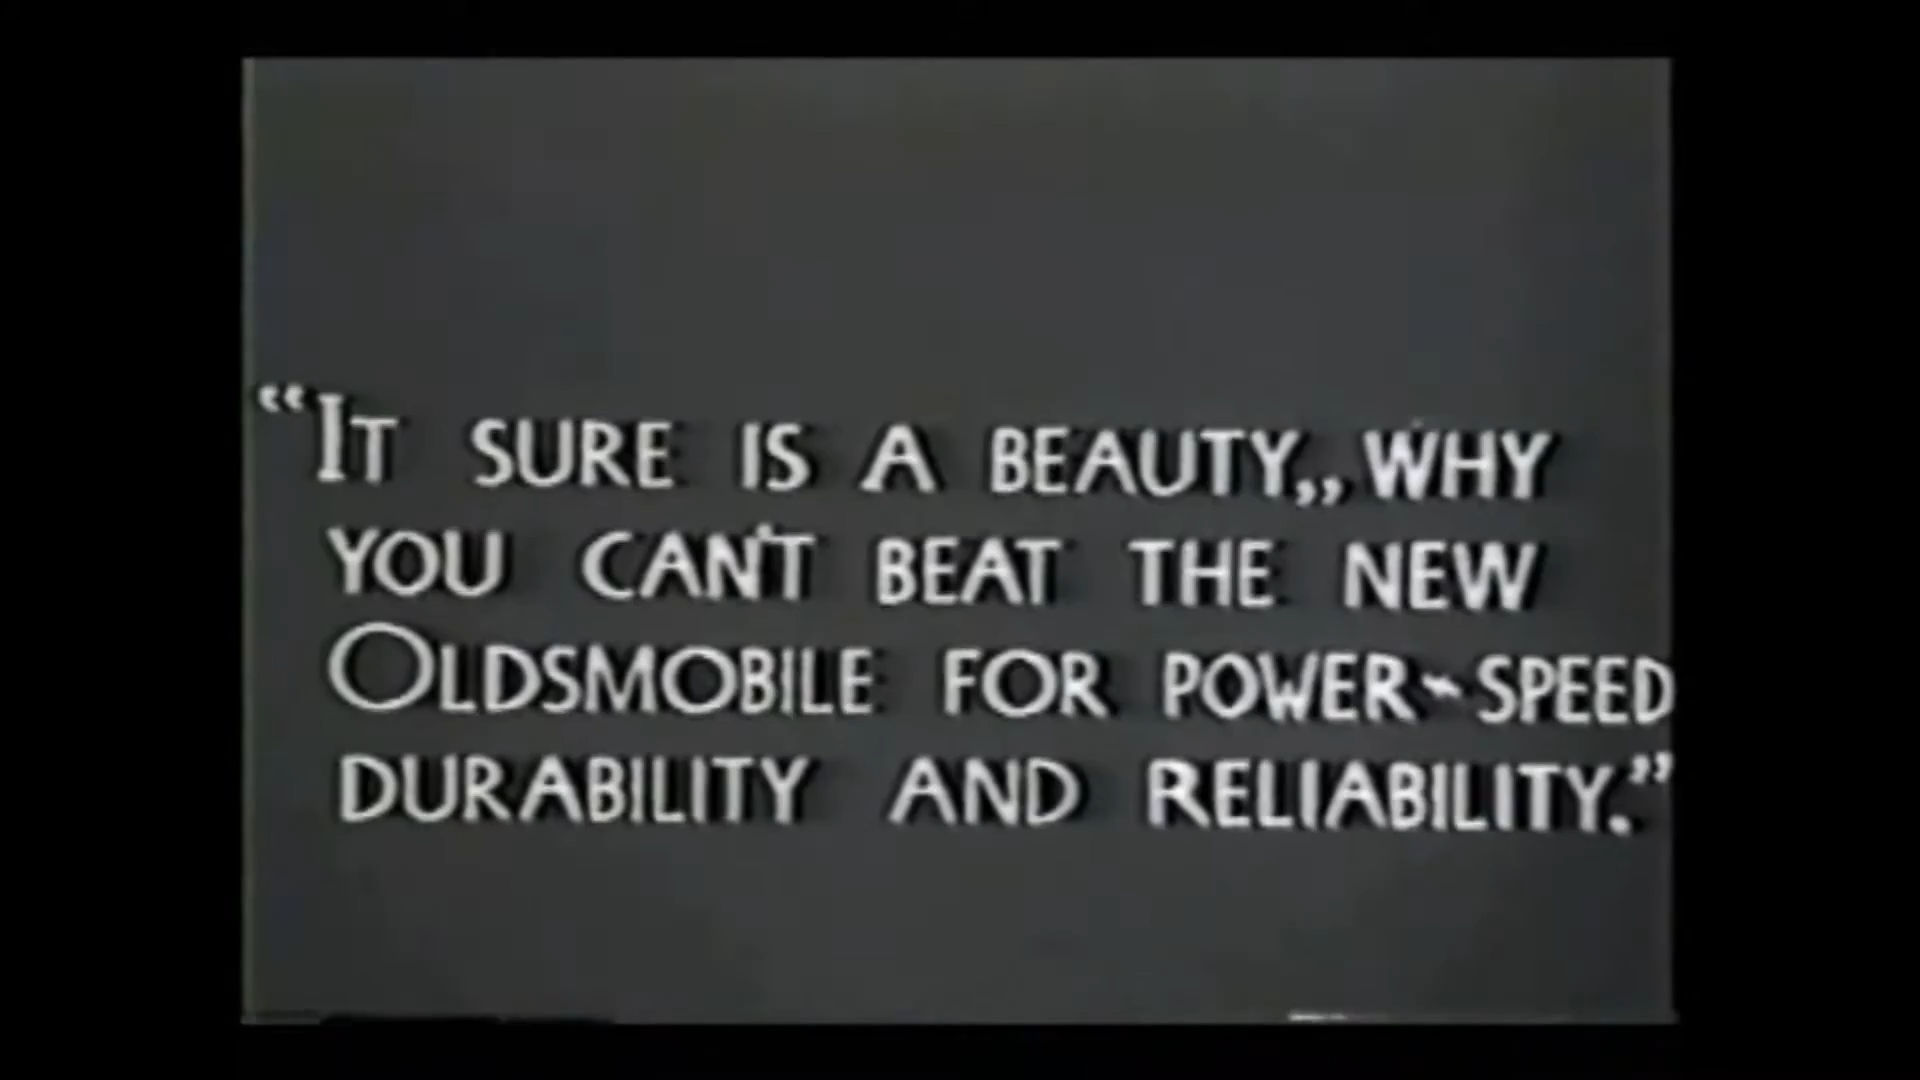 “IT SURE IS A BEAUTY,, WHY
YOU CAN'T BEAT THE NEW
OLDSMOBILE FOR POWER-SPEED
DURABILITY AND RELIABILITY.”